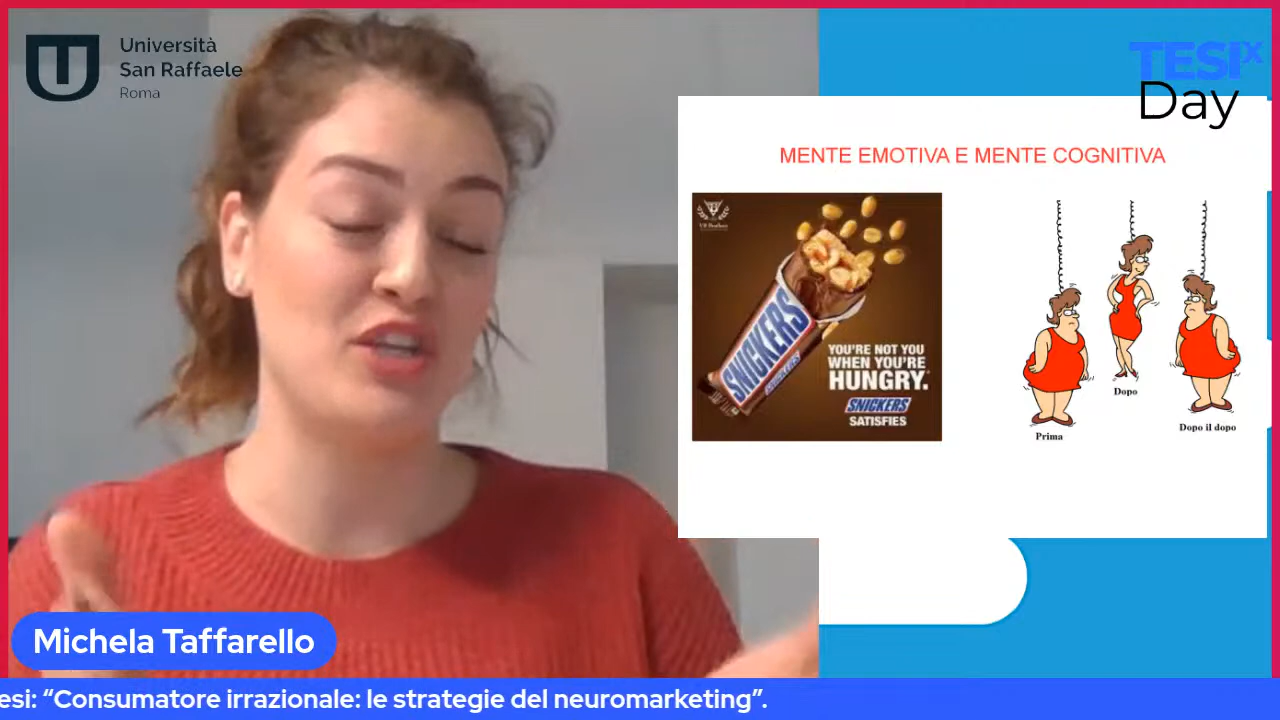 Università
San Raffaele
Roma
TESIx
Day
MENTE EMOTIVA E MENTE COGNITIVA
SNICKERS
YOU'RE NOT YOU
WHEN YOU'RE
HUNGRY.
SNICKERS
SATISFIES
Prima
Dopo
Dopo il dopo
Michela Taffarello
esi: “Consumatore irrazionale: le strategie del neuromarketing”.